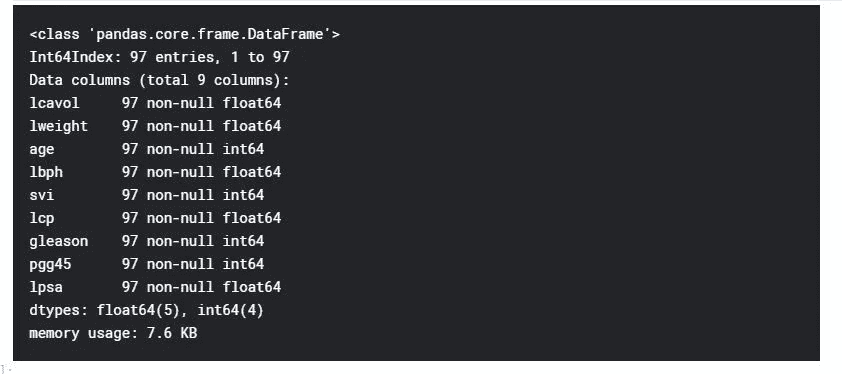 <class 'pandas.core.frame.DataFrame'>
Int64Index: 97 entries, 1 to 97
Data columns (total 9 columns):
lcavol     97 non-null float64
lweight    97 non-null float64
age        97 non-null int64
lbph       97 non-null float64
svi        97 non-null int64
lcp        97 non-null float64
gleason    97 non-null int64
pgg45      97 non-null int64
lpsa       97 non-null float64
dtypes: float64(5), int64(4)
memory usage: 7.6 KB